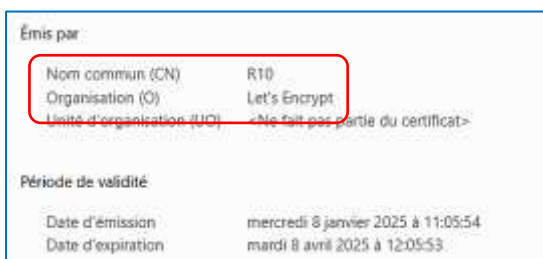 Émis par
Nom commun (CN) R10
Organisation (O) Let's Encrypt
Unité d'organisation (UO) <Ne fait pas partie du certificat>
Période de validité
Date d'émission mercredi 8 janvier 2025 à 11:05:54
Date d'expiration mardi 8 avril 2025 à 12:05:53